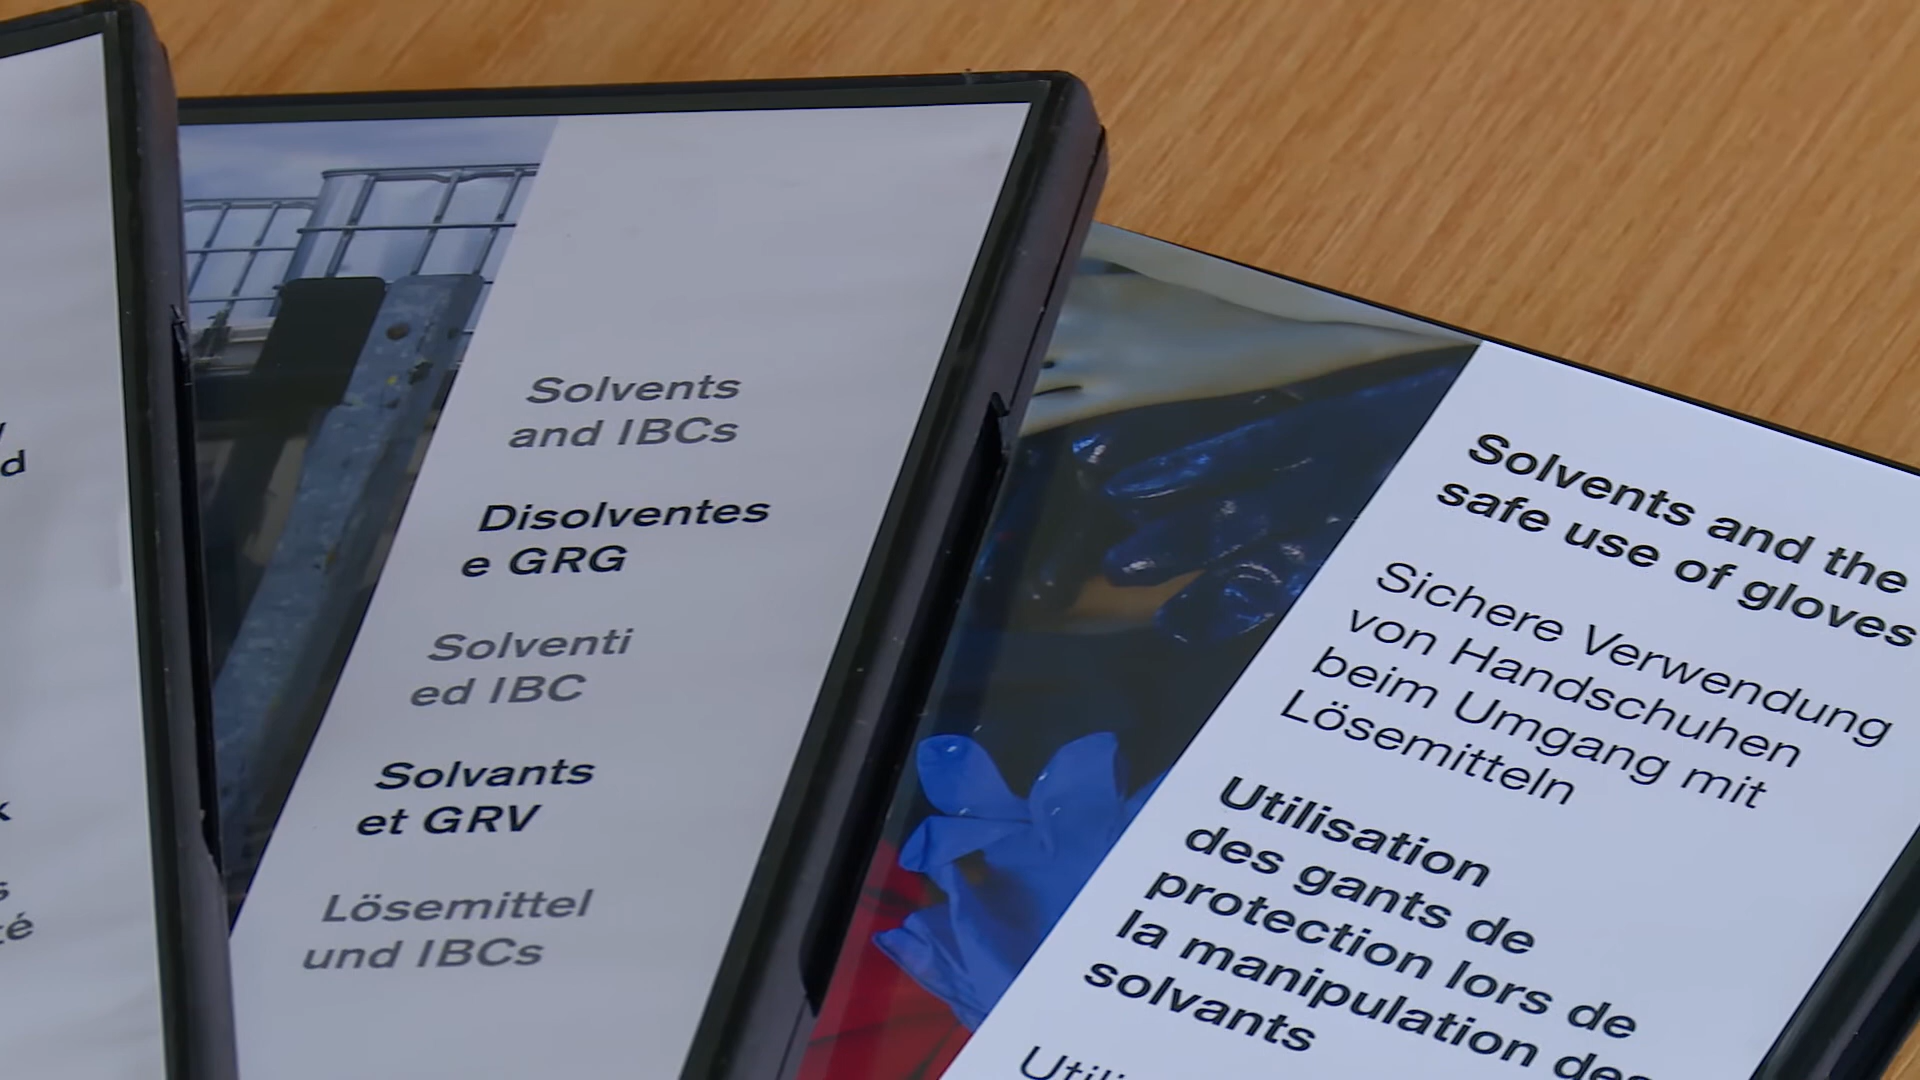 Solvents
and IBCs
Disolventes
e GRG
Solventi
ed IBC
Solvants
et GRV
Lösemittel
und IBCs
Solvents and the
safe use of gloves
Sichere Verwendung
von Handschuhen
beim Umgang mit
Lösemitteln
Utilisation
des gants de
protection lors de
la manipulation des
solvants